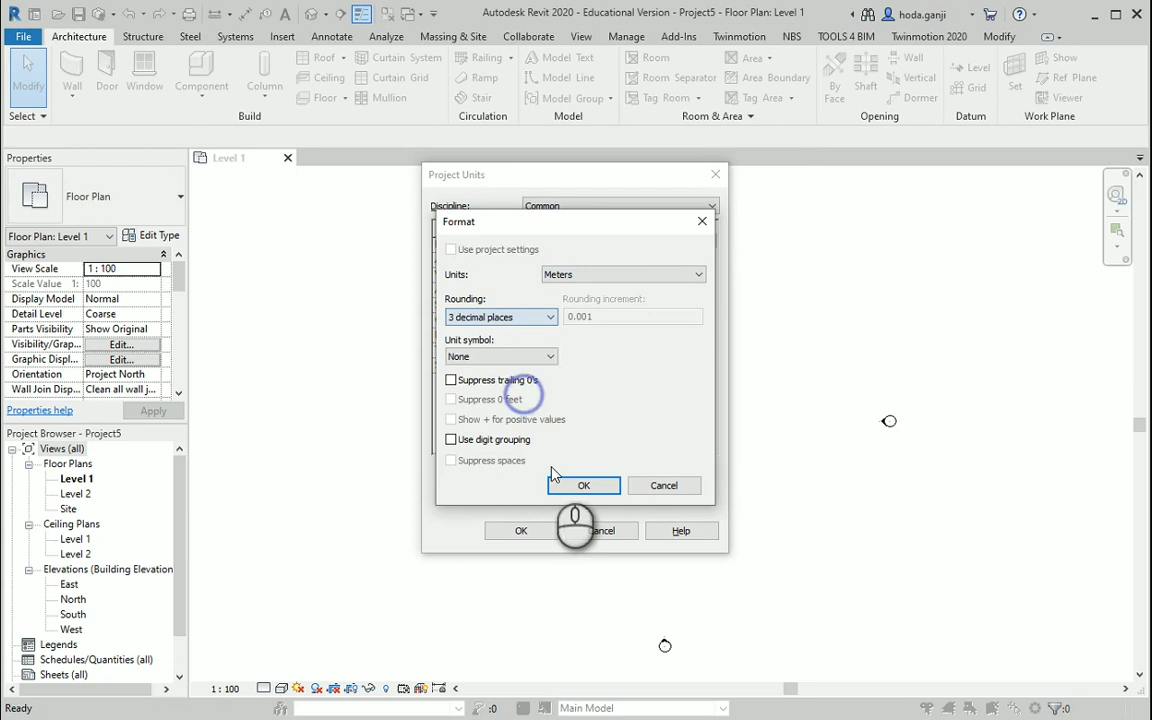 Autodesk Revit 2020 - Educational Version - Project5 - Floor Plan: Level 1
hoda.ganji
File Architecture Structure Steel Systems Insert Annotate Analyze Massing & Site Collaborate View Manage Add-Ins Twinmotion NBS TOOLS 4 BIM Twinmotion 2020 Modify
Modify
Wall
Door
Window
Component
Column
Roof
Ceiling
Floor
Curtain System
Curtain Grid
Mullion
Railing
Ramp
Stair
Model Text
Model Line
Model Group
Room
Room Separator
Tag Room
Area
Area Boundary
Tag Area
By
Face
Shaft
Wall
Vertical
Dormer
Level
Grid
Set
Show
Ref Plane
Viewer
Select
Build
Circulation
Model
Room & Area
Opening
Datum
Work Plane
Properties
Floor Plan
Floor Plan: Level 1
Edit Type
Graphics
View Scale 1 : 100
Scale Value 1: 100
Display Model Normal
Detail Level Coarse
Parts Visibility Show Original
Visibility/Grap... Edit...
Graphic Displ... Edit...
Orientation Project North
Wall Join Disp... Clean all wall j...
Properties help Apply
Project Browser - Project5
Views (all)
Floor Plans
Level 1
Level 2
Site
Ceiling Plans
Level 1
Level 2
Elevations (Building Elevation
East
North
South
West
Legends
Schedules/Quantities (all)
Sheets (all)
Level 1
Project Units
Discipline: Common
Format
Use project settings
Units: Meters
Rounding: Rounding increment:
3 decimal places 0.001
Unit symbol:
None
Suppress trailing 0's
Suppress 0 feet
Show + for positive values
Use digit grouping
Suppress spaces
OK Cancel
OK Cancel Help
2D
1 : 100
Ready
:0
Main Model
:0